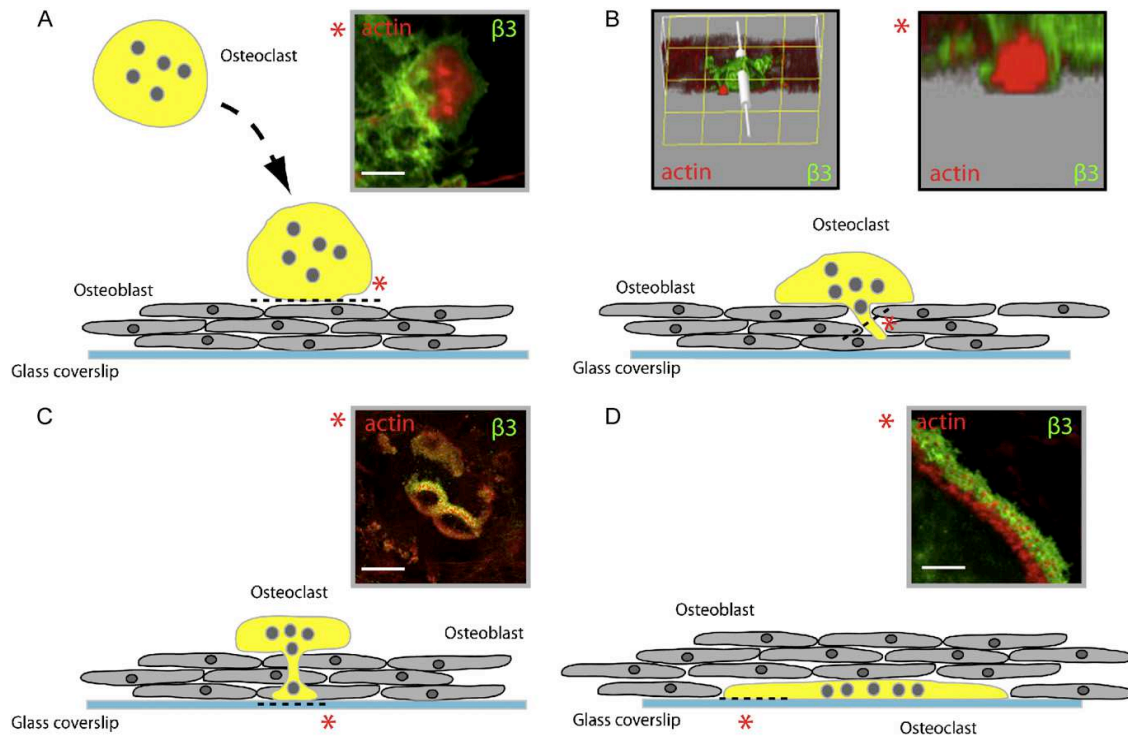 A
Osteoclast
* actin β3
Osteoblast
*
Glass coverslip
B
actin β3
* actin β3
Osteoclast
Osteoblast
*
Glass coverslip
C
* actin β3
Osteoclast
Osteoblast
Glass coverslip
*
D
* actin β3
Osteoblast
Glass coverslip
*
Osteoclast